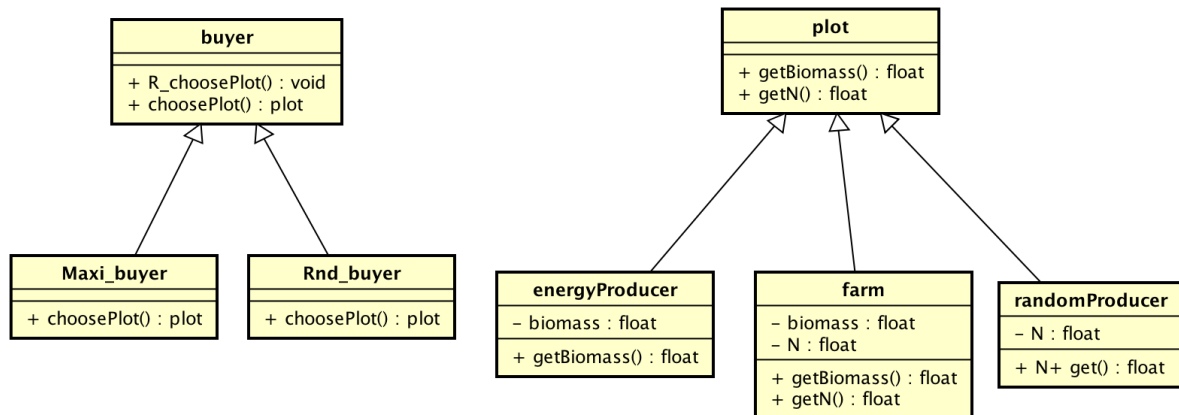 buyer
+ R_choosePlot() : void
+ choosePlot() : plot
Maxi_buyer
+ choosePlot() : plot
Rnd_buyer
+ choosePlot() : plot
plot
+ getBiomass() : float
+ getN() : float
energyProducer
– biomass : float
+ getBiomass() : float
farm
– biomass : float
– N : float
+ getBiomass() : float
+ getN() : float
randomProducer
– N : float
+ N+ get() : float